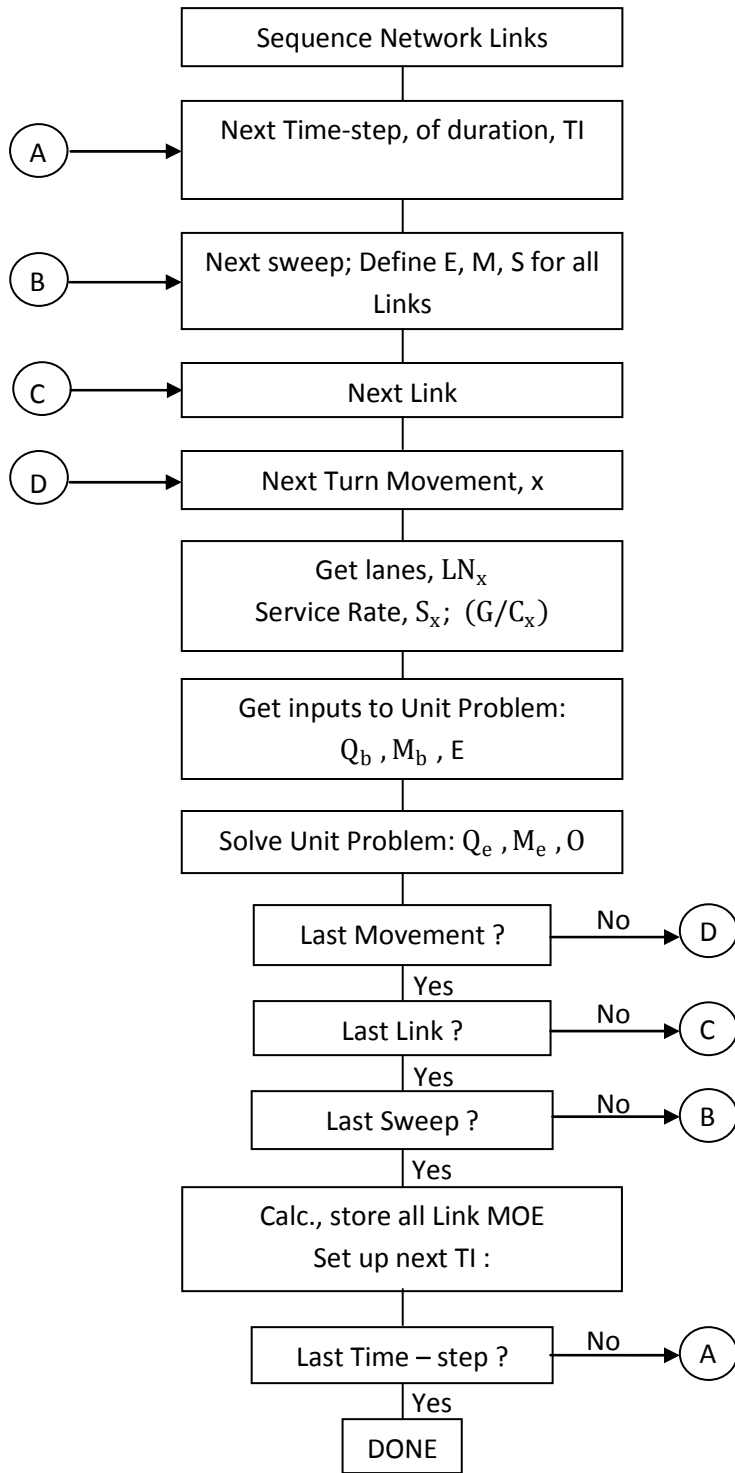 Sequence Network Links
Next Time-step, of duration, TI
A
Next sweep; Define E, M, S for all
Links
B
Next Link
C
Next Turn Movement, x
D
Get lanes, LNₓ
Service Rate, Sₓ; (G/Cₓ)
Get inputs to Unit Problem:
Q_b , M_b , E
Solve Unit Problem: Qₑ , Mₑ , O
Last Movement ?
No
D
Yes
Last Link ?
No
C
Yes
Last Sweep ?
No
B
Yes
Calc., store all Link MOE
Set up next TI :
Last Time – step ?
No
A
Yes
DONE